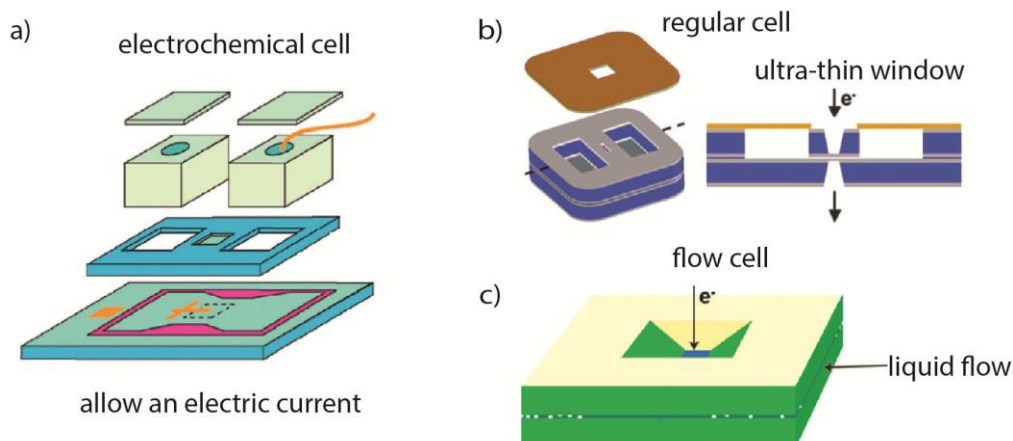 a)
electrochemical cell
allow an electric current
b)
regular cell
ultra-thin window
e-
flow cell
c)
e-
liquid flow